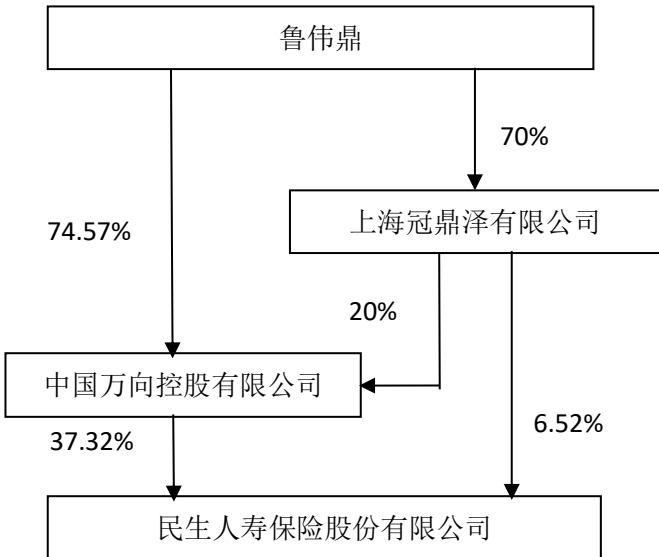 鲁伟鼎
70%
上海冠鼎泽有限公司
74.57%
20%
中国万向控股有限公司
37.32%
6.52%
民生人寿保险股份有限公司